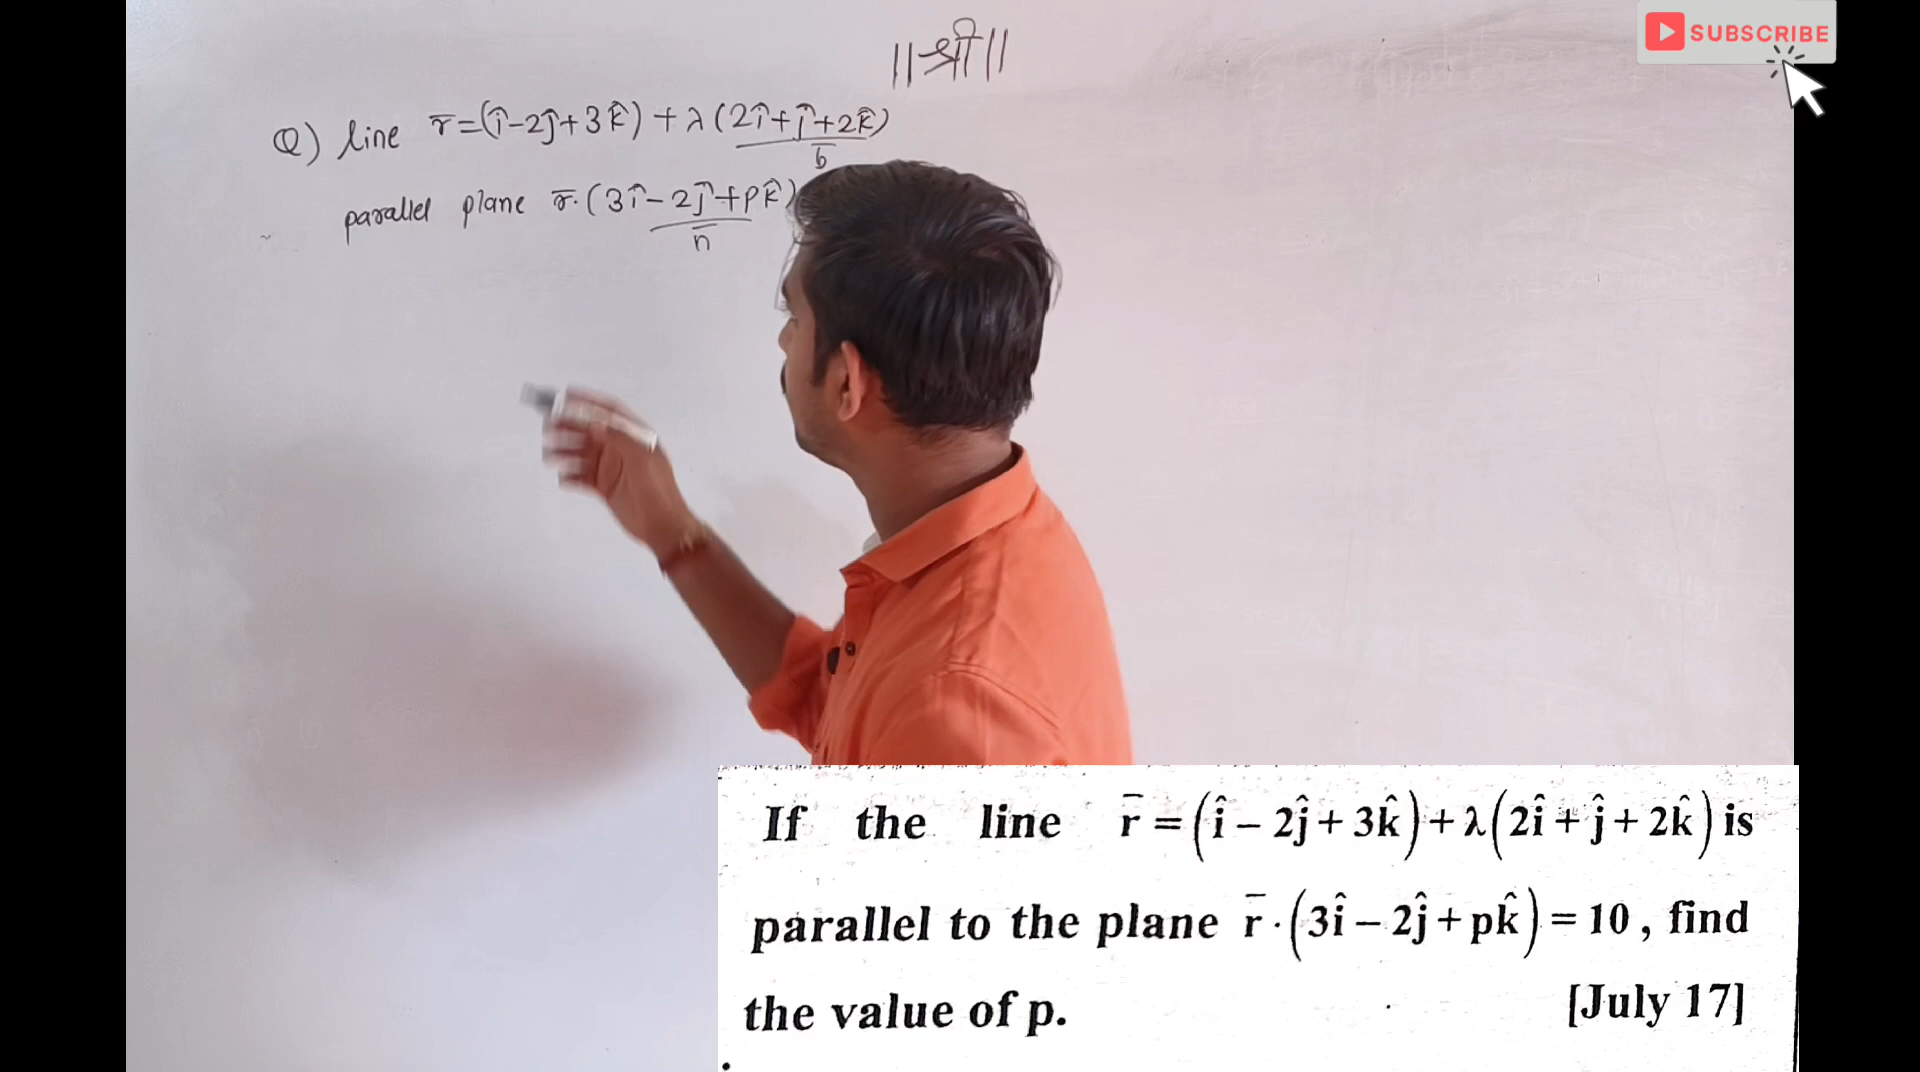 SUBSCRIBE
||श्री||
Q) line r̅=(î-2ĵ+3k̂)+λ(2î+ĵ+2k̂)
b̅
parallel plane r̅.(3î-2ĵ+pk̂)
n̅
If the line r̅ = (î – 2ĵ + 3k̂) + λ(2î + ĵ + 2k̂) is
parallel to the plane r̅ · (3î – 2ĵ + pk̂) = 10 , find
the value of p. [July 17]